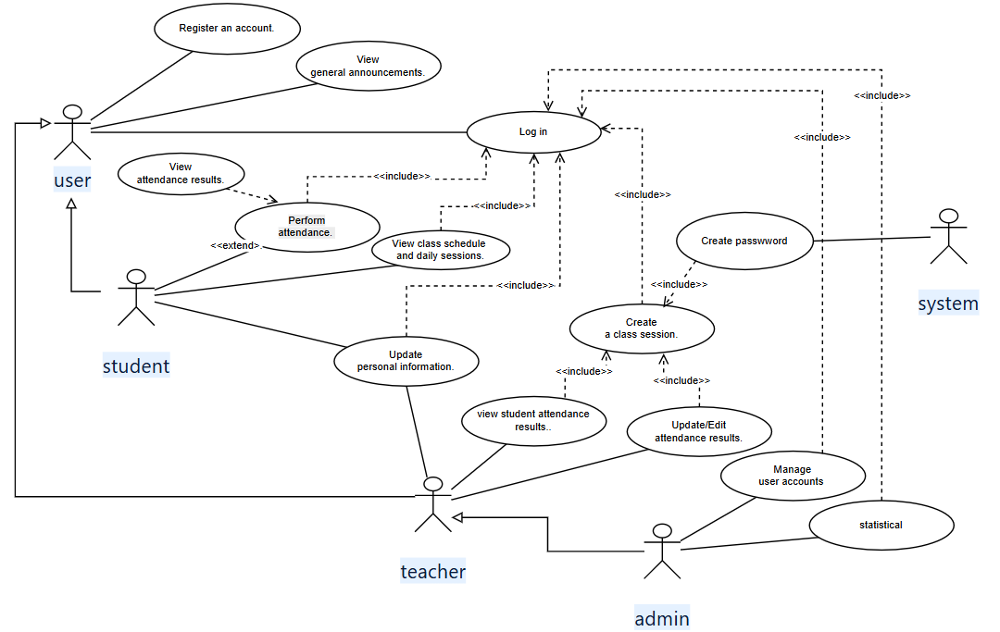 Register an account.
View
general announcements.
<<include>>
Log in
<<include>>
user
View
attendance results.
<<include>>
<<include>>
<<include>>
Perform
attendance.
<<extend>.
View class schedule
and daily sessions.
Create passwword
<<include>>
<<include>>
system
Create
a class session.
student
Update
personal information.
<<include>>
<<include>>
view student attendance
results..
Update/Edit
attendance results.
Manage
user accounts
statistical
teacher
admin